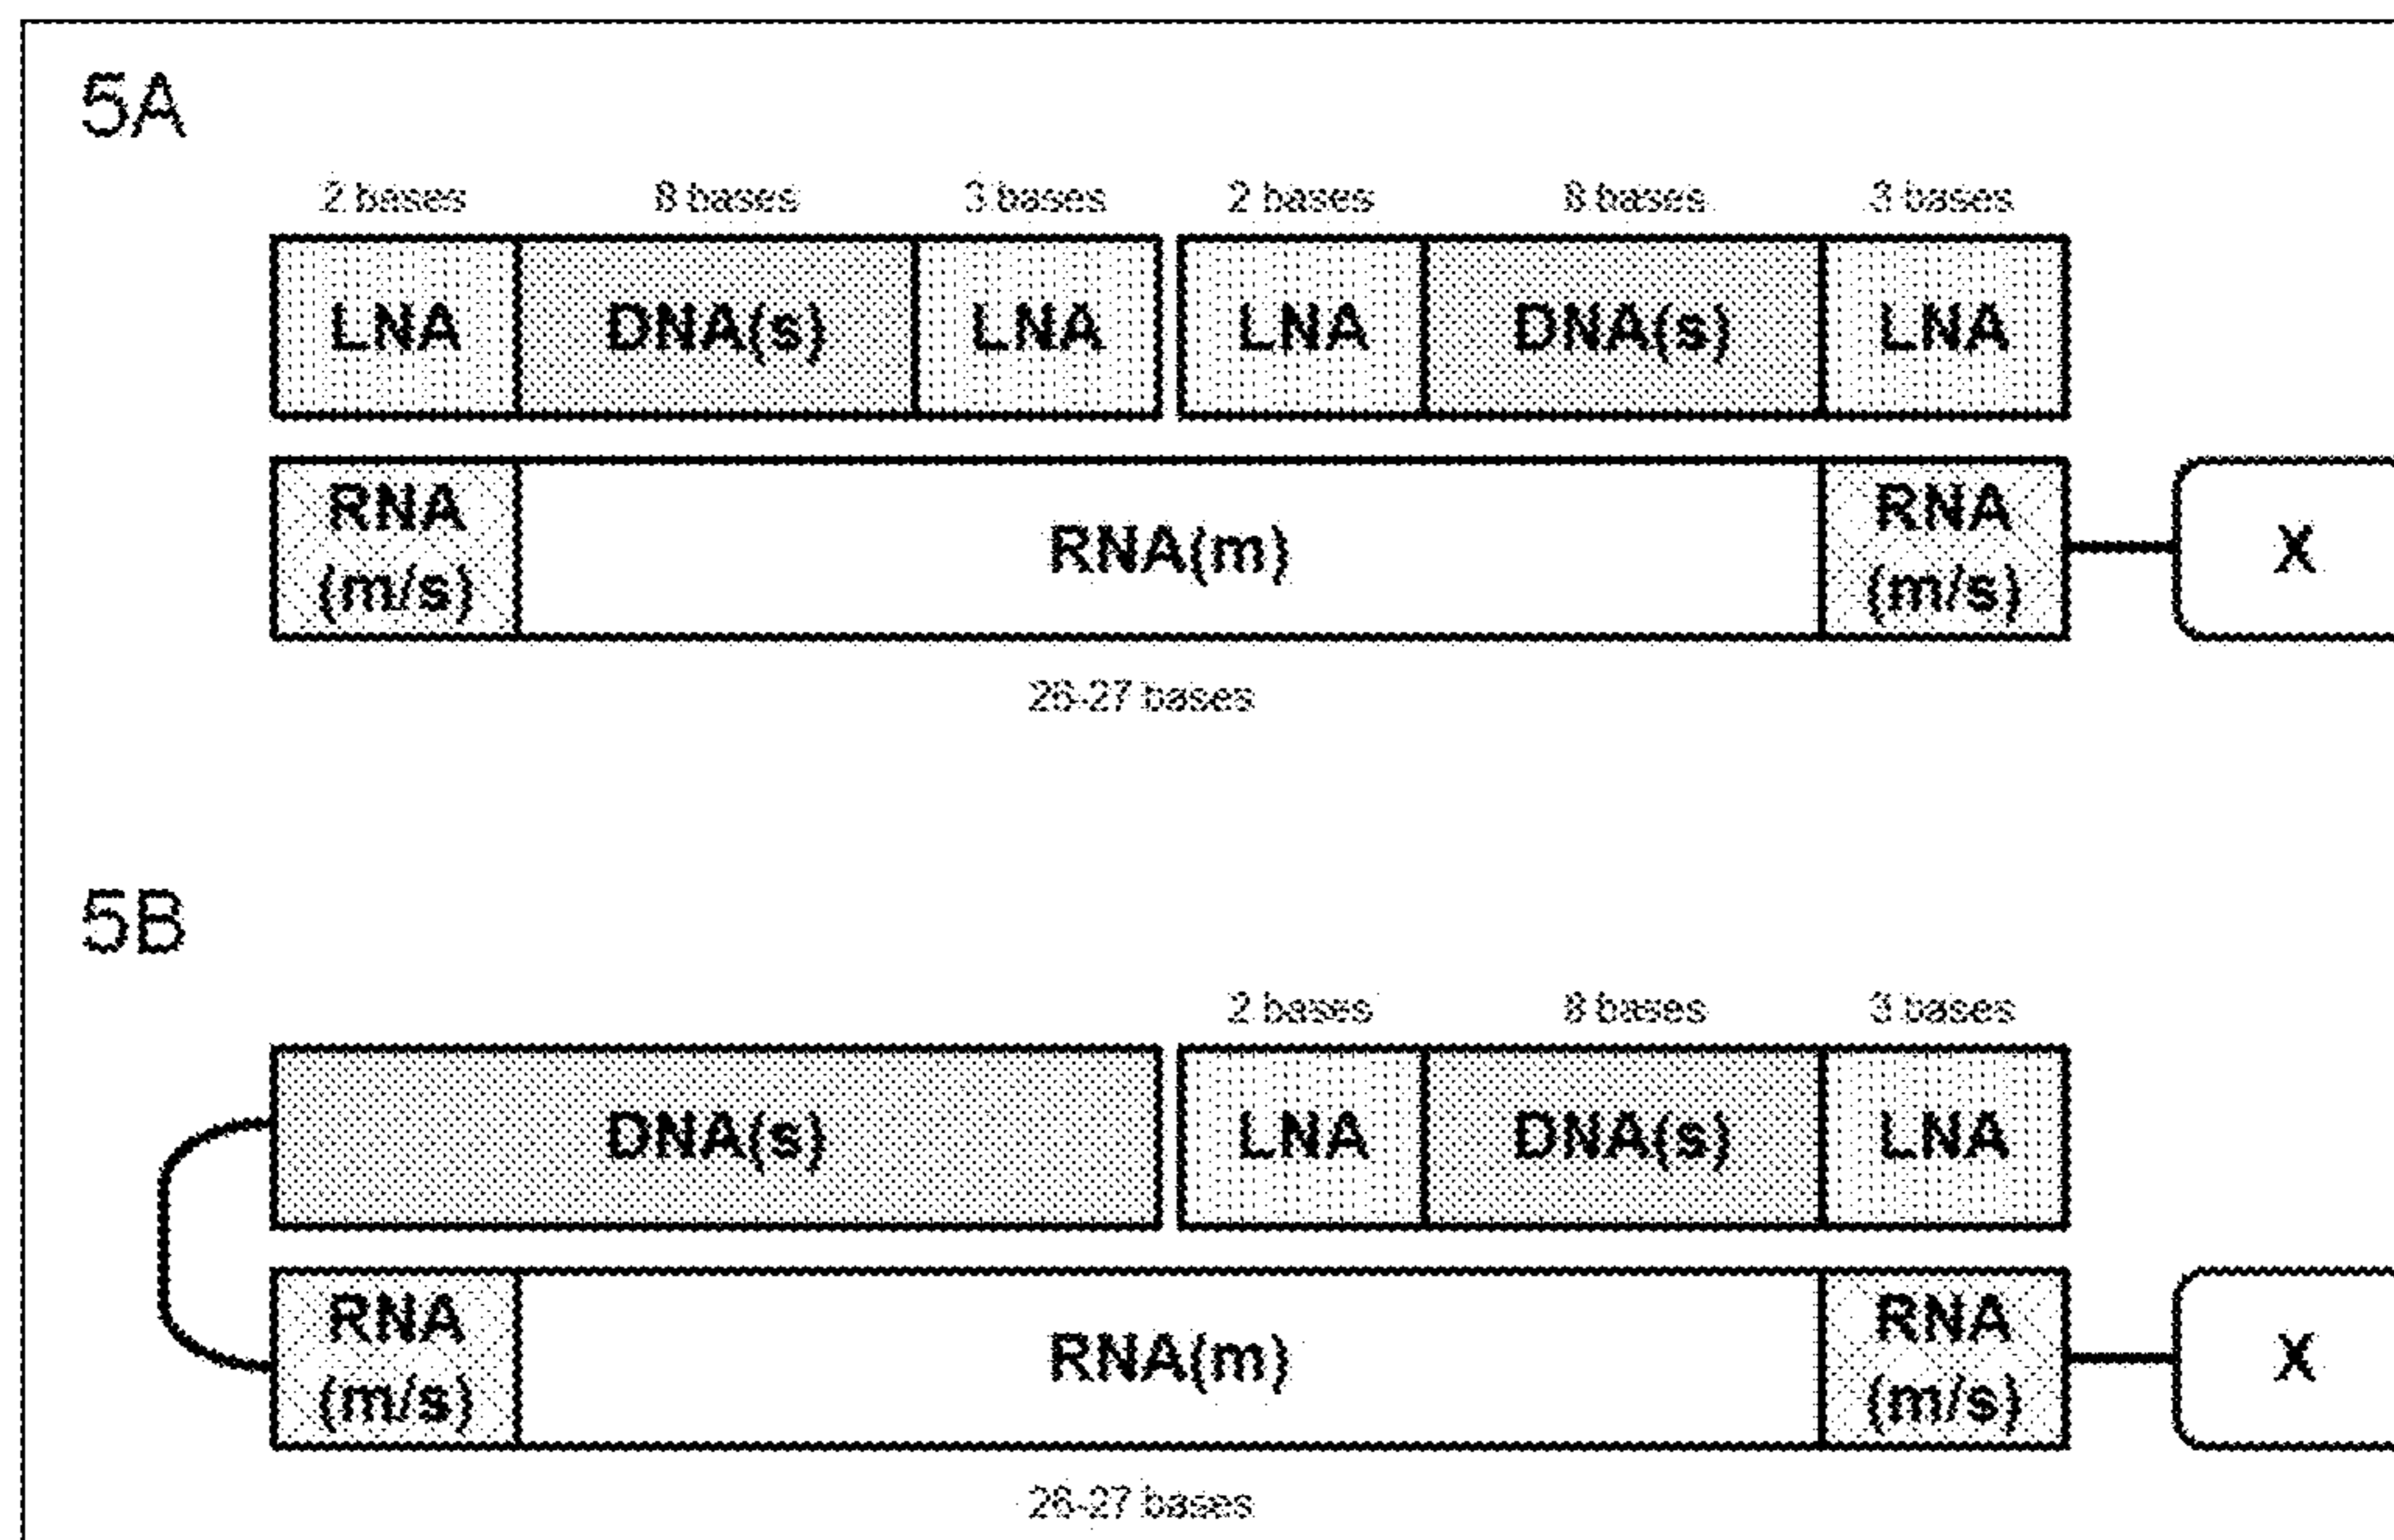 5A
2 bases 8 bases 3 bases 2 bases 8 bases 3 bases
LNA DNA(s) LNA LNA DNA(s) LNA
RNA (m/s) RNA(m) RNA (m/s) X
26-27 bases
5B
2 bases 8 bases 3 bases
DNA(s) LNA DNA(s) LNA
RNA (m/s) RNA(m) RNA (m/s) X
26-27 bases